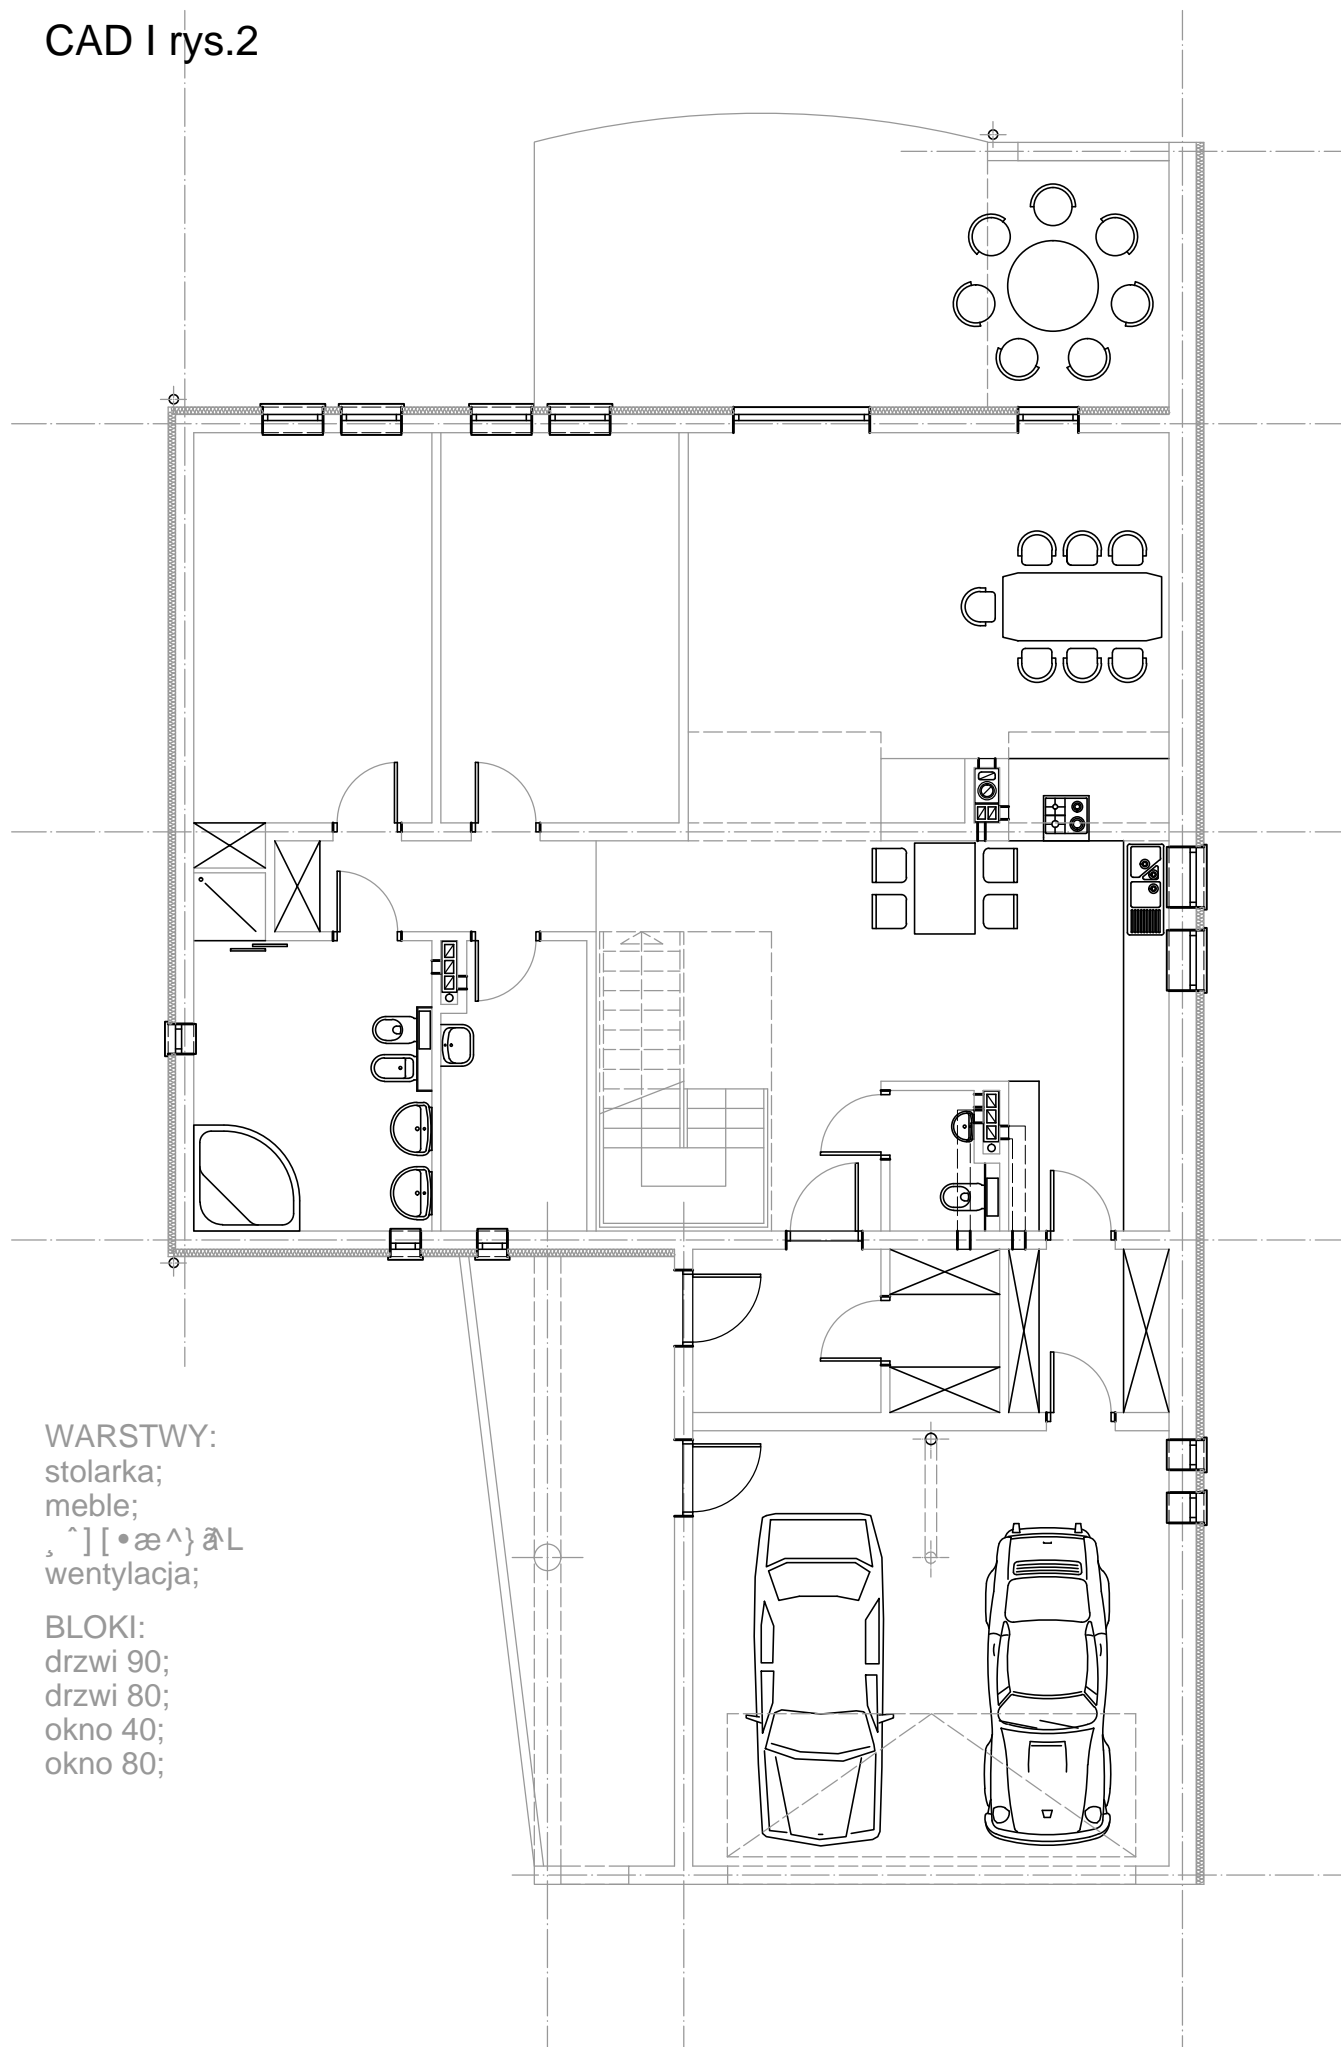 CAD I rys.2
WARSTWY:
stolarka;
meble;
wentylacja;
BLOKI:
drzwi 90;
drzwi 80;
okno 40;
okno 80;